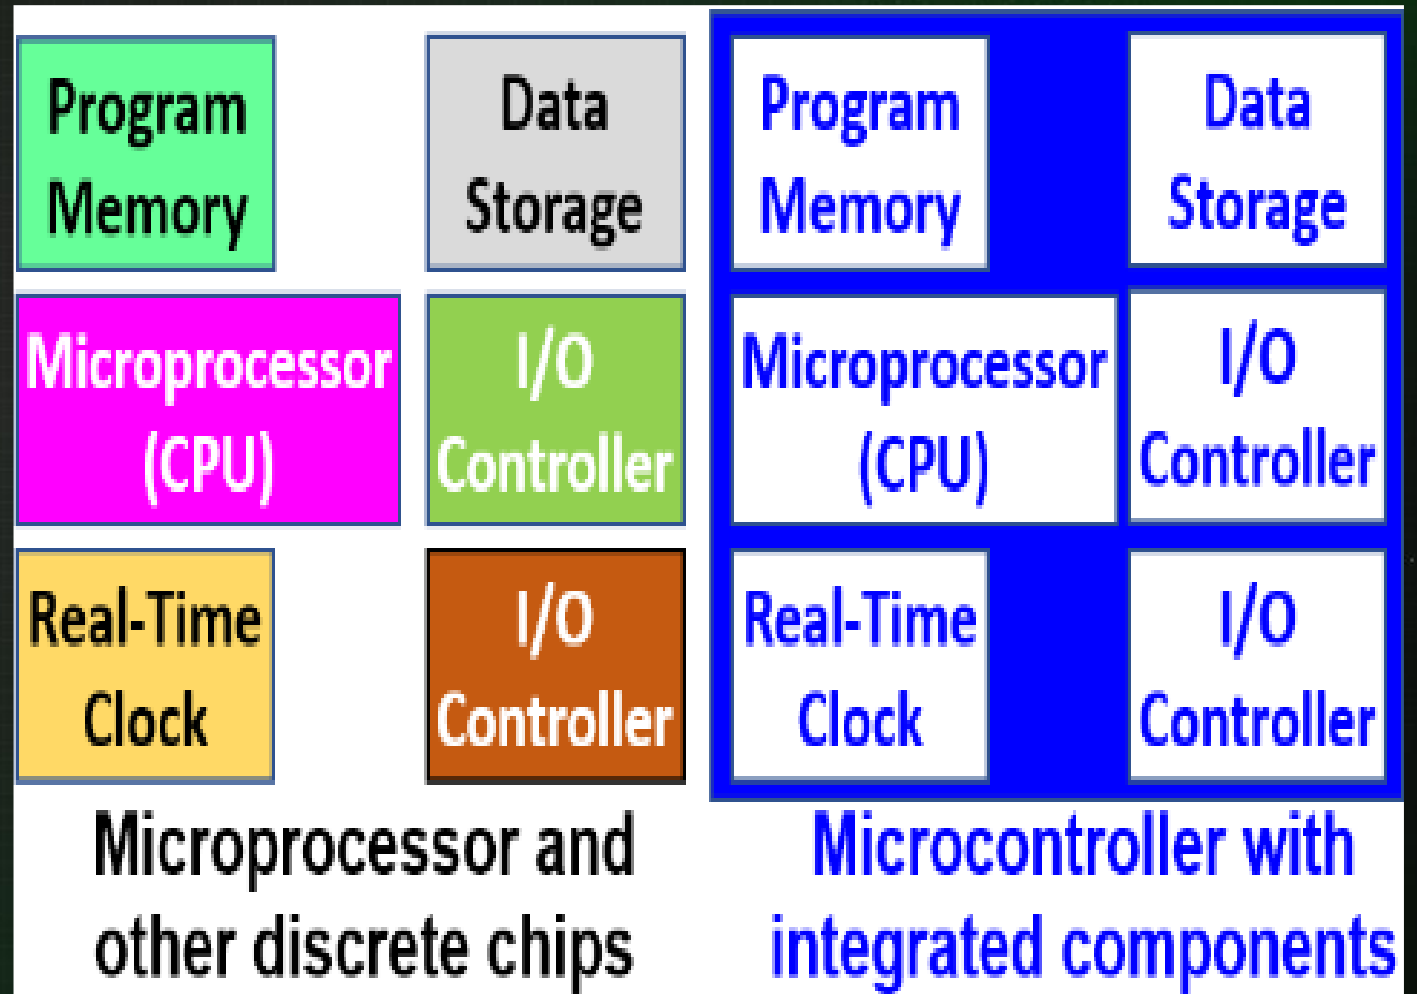 Program
Memory
Data
Storage
Microprocessor
(CPU)
I/O
Controller
Real-Time
Clock
I/O
Controller
Microprocessor and
other discrete chips
Program
Memory
Data
Storage
Microprocessor
(CPU)
I/O
Controller
Real-Time
Clock
I/O
Controller
Microcontroller with
integrated components